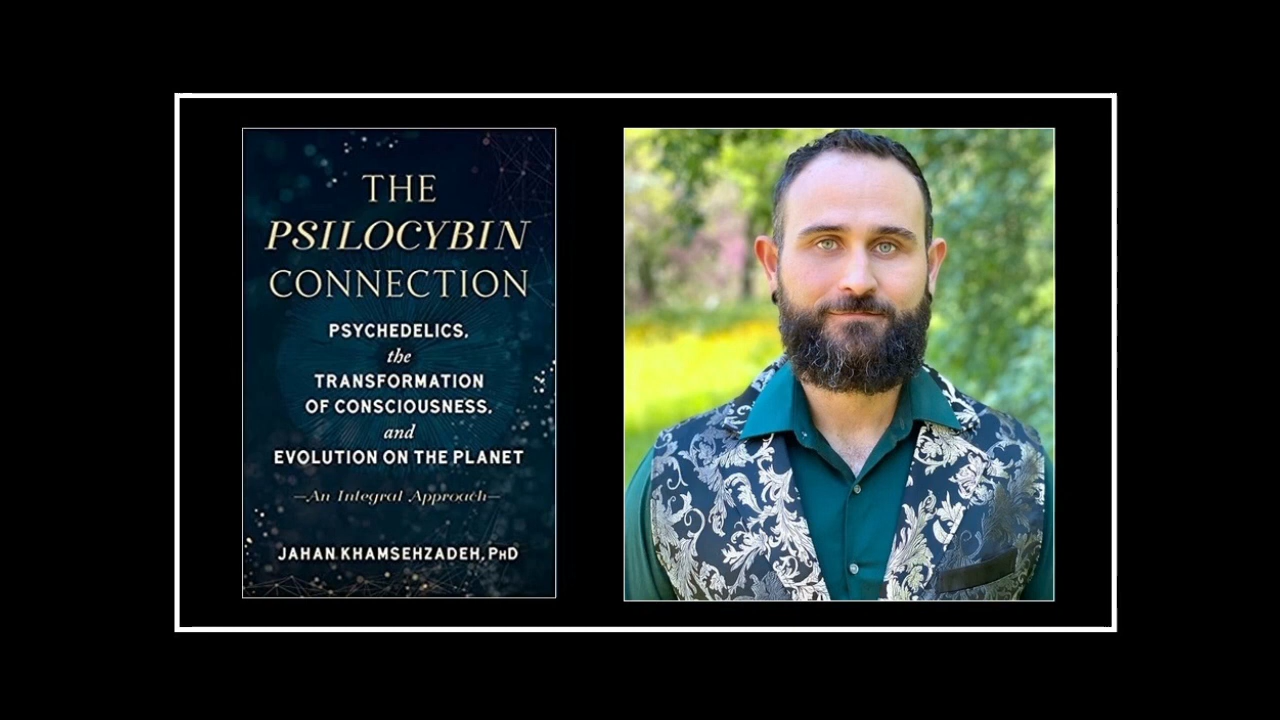 THE
PSILOCYBIN
CONNECTION
PSYCHEDELICS,
the
TRANSFORMATION
OF CONSCIOUSNESS,
and
EVOLUTION ON THE PLANET
—An Integral Approach—
JAHAN KHAMSEHZADEH, PhD